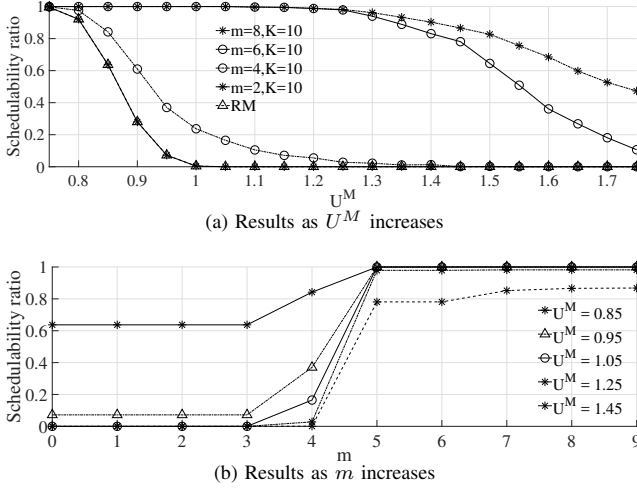 1
0.8
0.6
0.4
0.2
0
Schedulability ratio
m=8,K=10
m=6,K=10
m=4,K=10
m=2,K=10
RM
0.8 0.9 1 1.1 1.2 1.3 1.4 1.5 1.6 1.7
U^M
(a) Results as U^M increases
1
0.8
0.6
0.4
0.2
0
Schedulability ratio
U^M = 0.85
U^M = 0.95
U^M = 1.05
U^M = 1.25
U^M = 1.45
0 1 2 3 4 5 6 7 8 9
m
(b) Results as m increases